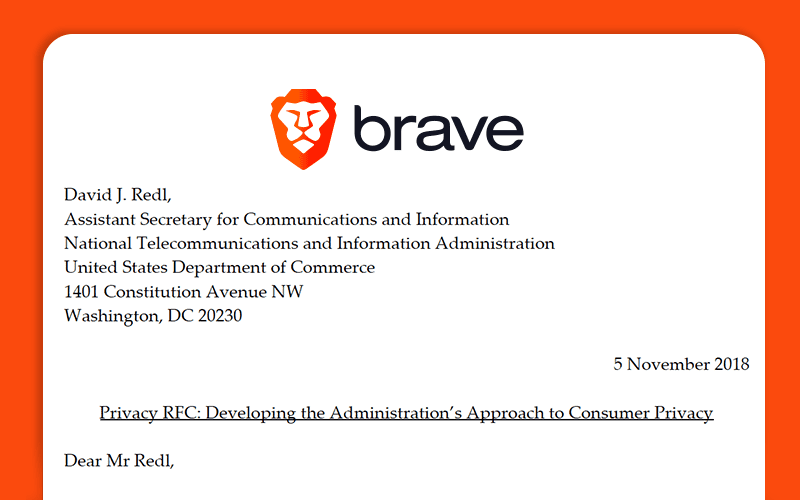 brave
David J. Redl,
Assistant Secretary for Communications and Information
National Telecommunications and Information Administration
United States Department of Commerce
1401 Constitution Avenue NW
Washington, DC 20230
5 November 2018
Privacy RFC: Developing the Administration’s Approach to Consumer Privacy
Dear Mr Redl,